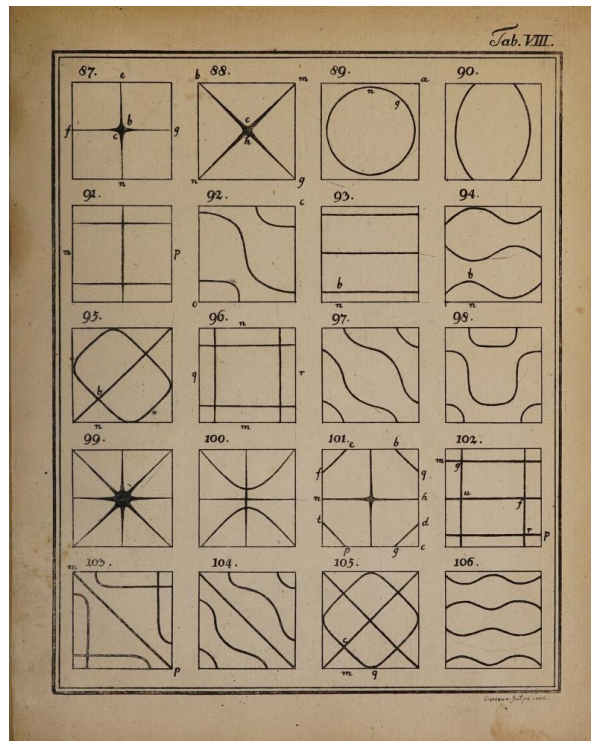 Tab. VIII.
87. 88. 89. 90.
e b m a
n g
f b g c
c h
n n g
91. 92. 93. 94.
c
n p
b b
o n n
95. 96. n 97. 98.
q r
b
n m
99. 100. 101. 102.
e b
f q m g
n h u f
t d r p
p g c
103. 104. 105. 106.
m
c
p m g